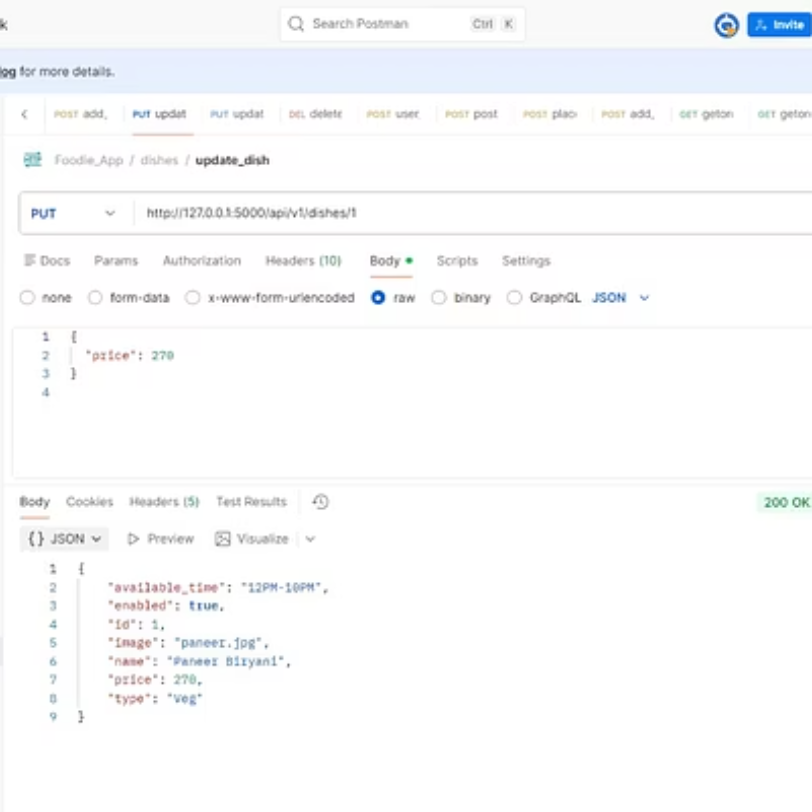 k
Search Postman Ctrl K
Invite
log for more details.
POST add, PUT updat PUT updat DEL delete POST user POST post POST plac POST add, GET geton GET geton
Foodie_App / dishes / update_dish
PUT http://127.0.0.1:5000/api/v1/dishes/1
Docs Params Authorization Headers (10) Body Scripts Settings
none form-data x-www-form-urlencoded raw binary GraphQL JSON
1 {
2 "price": 270
3 }
4
Body Cookies Headers (5) Test Results 200 OK
{} JSON Preview Visualize
1 {
2 "available_time": "12PM-10PM",
3 "enabled": true,
4 "id": 1,
5 "image": "paneer.jpg",
6 "name": "Paneer Biryani",
7 "price": 270,
8 "type": "Veg"
9 }